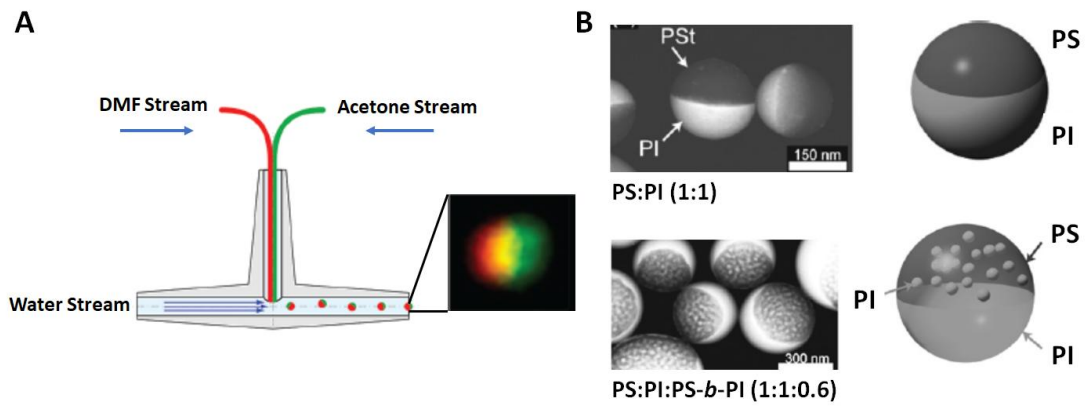 A
DMF Stream
Acetone Stream
Water Stream
B
PSt
PI
150 nm
PS:PI (1:1)
PS
PI
300 nm
PS:PI:PS-b-PI (1:1:0.6)
PS
PI
PI